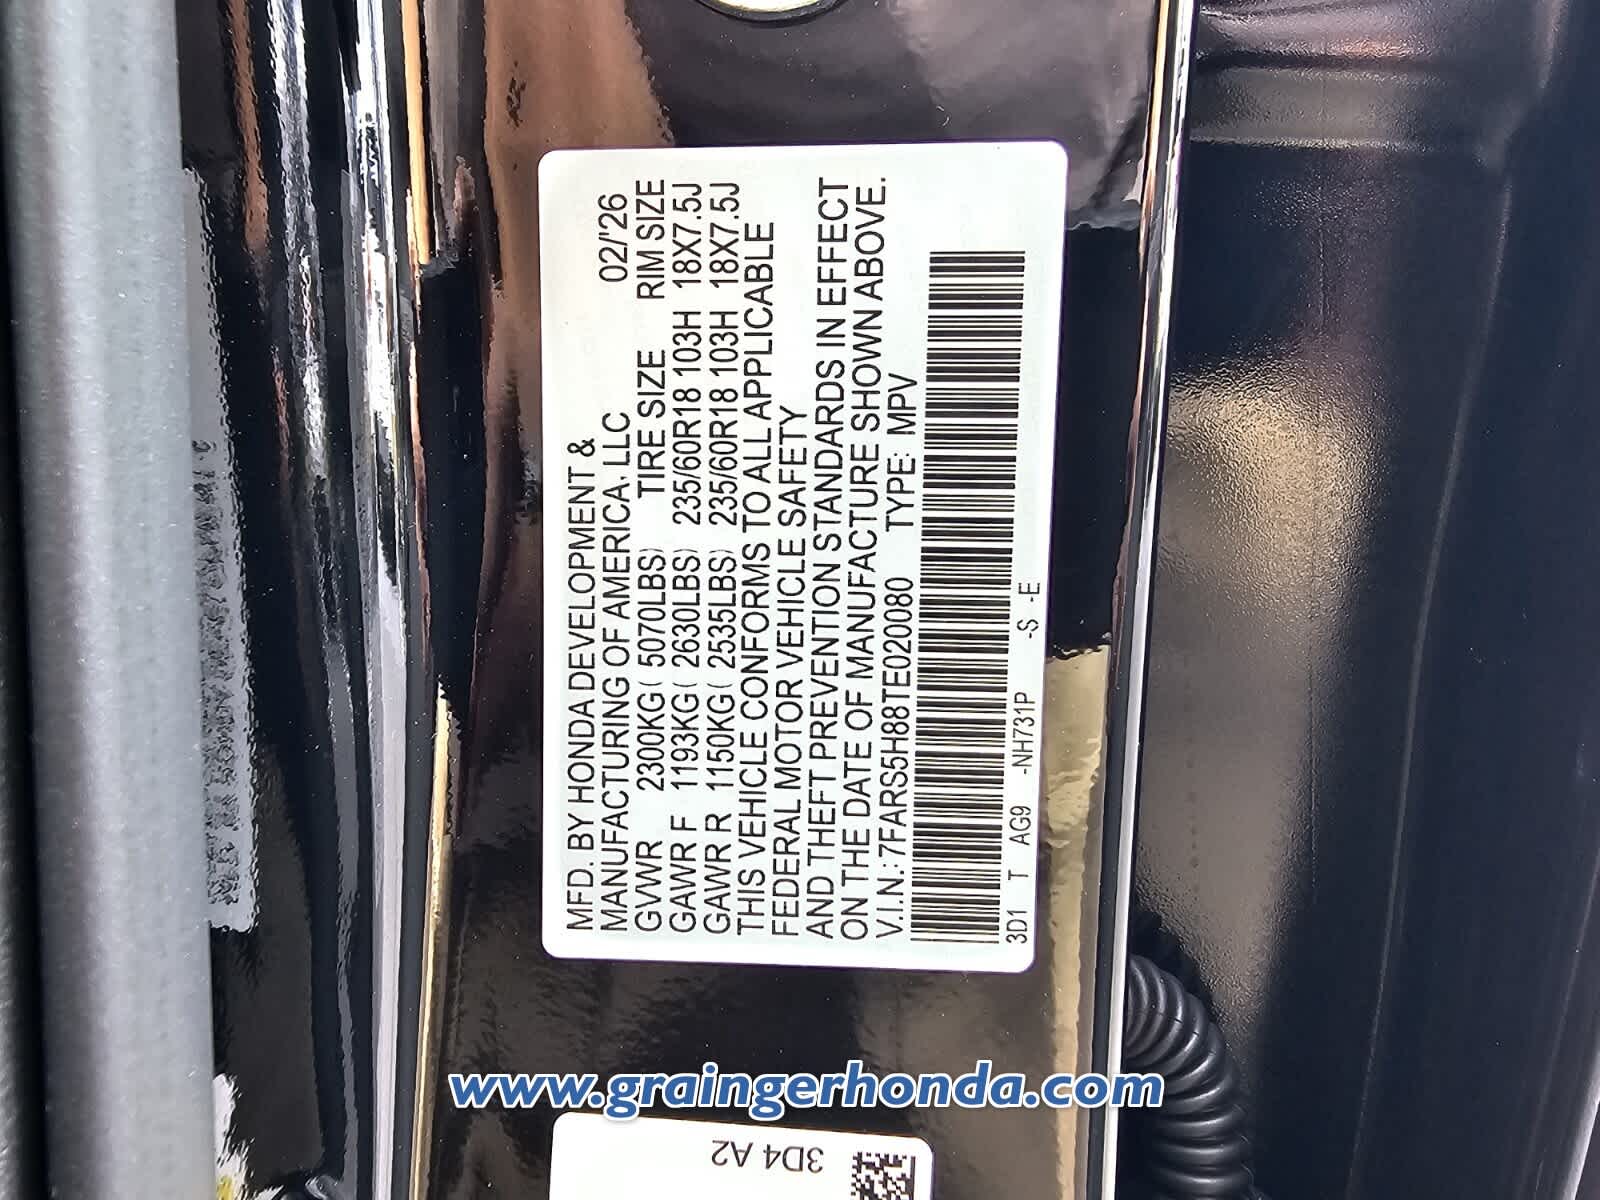 MFD. BY HONDA DEVELOPMENT &
MANUFACTURING OF AMERICA, LLC 02/'26
GVWR 2300KG( 5070LBS) TIRE SIZE RIM SIZE
GAWR F 1193KG( 2630LBS) 235/60R18 103H 18X7.5J
GAWR R 1150KG( 2535LBS) 235/60R18 103H 18X7.5J
THIS VEHICLE CONFORMS TO ALL APPLICABLE
FEDERAL MOTOR VEHICLE SAFETY
AND THEFT PREVENTION STANDARDS IN EFFECT
ON THE DATE OF MANUFACTURE SHOWN ABOVE.
V.I.N.:7FARS5H88TE020080 TYPE: MPV
3D1 T AG9 -NH731P -S -E
www.graingerhonda.com
3D4 A2